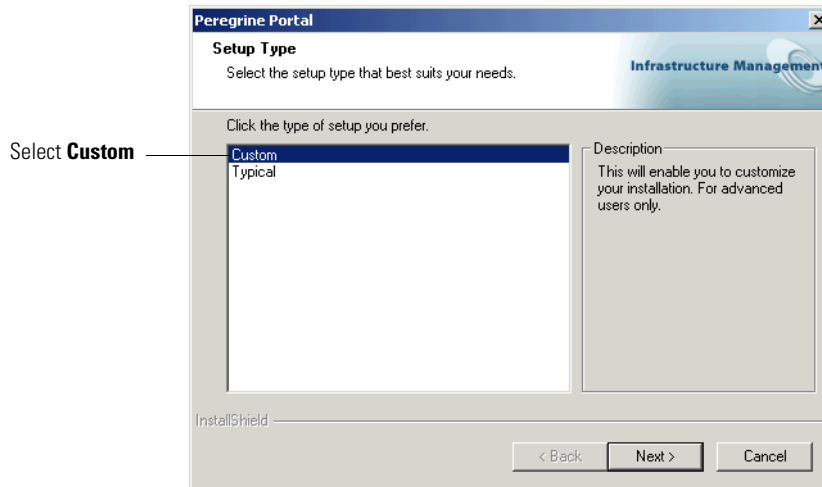 Peregrine Portal
Setup Type
Select the setup type that best suits your needs.
Infrastructure Management
Click the type of setup you prefer.
Select Custom
Custom
Typical
Description
This will enable you to customize
your installation. For advanced
users only.
InstallShield
< Back
Next >
Cancel